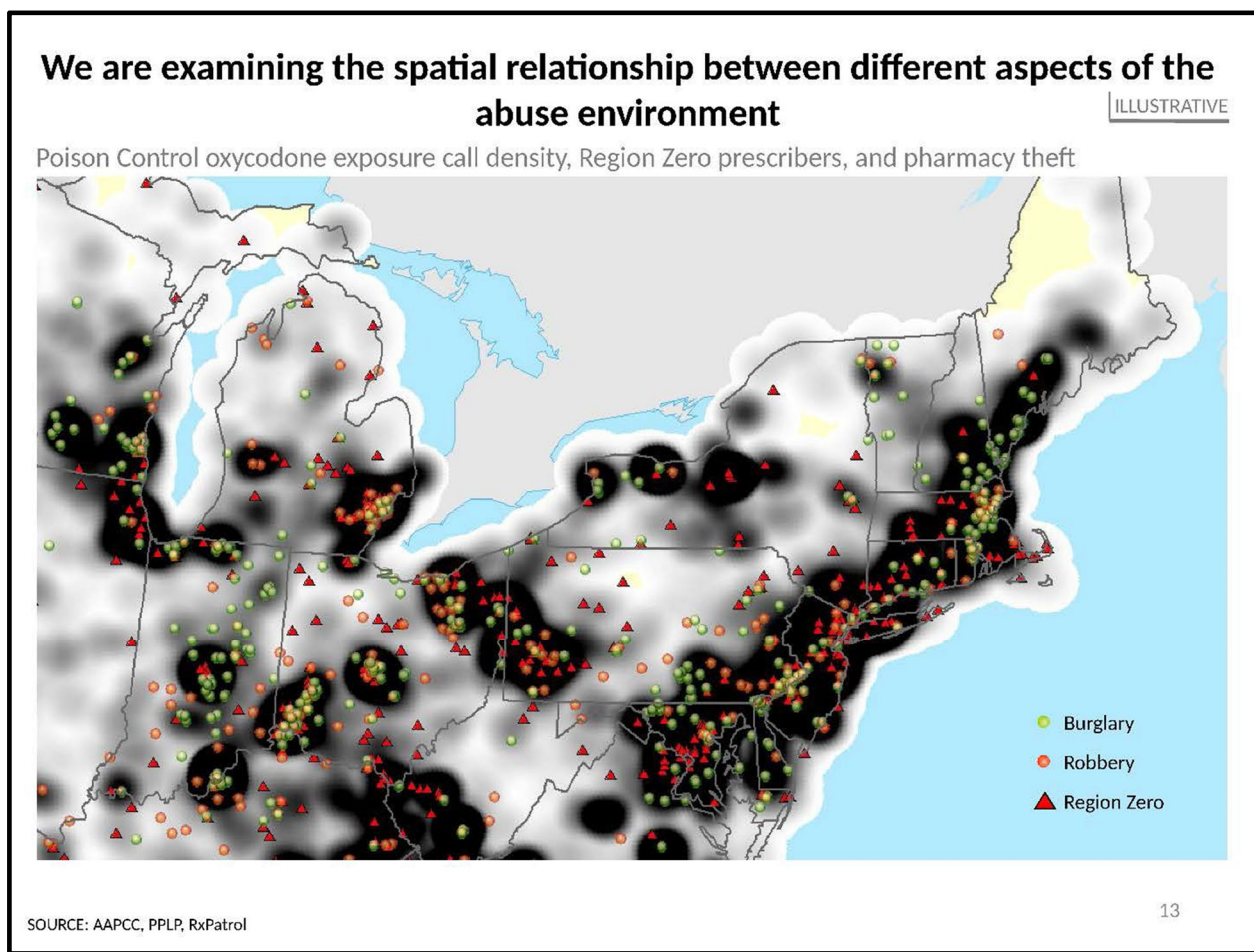 We are examining the spatial relationship between different aspects of the
abuse environment
ILLUSTRATIVE
Poison Control oxycodone exposure call density, Region Zero prescribers, and pharmacy theft
Burglary
Robbery
Region Zero
SOURCE: AAPCC, PPLP, RxPatrol
13